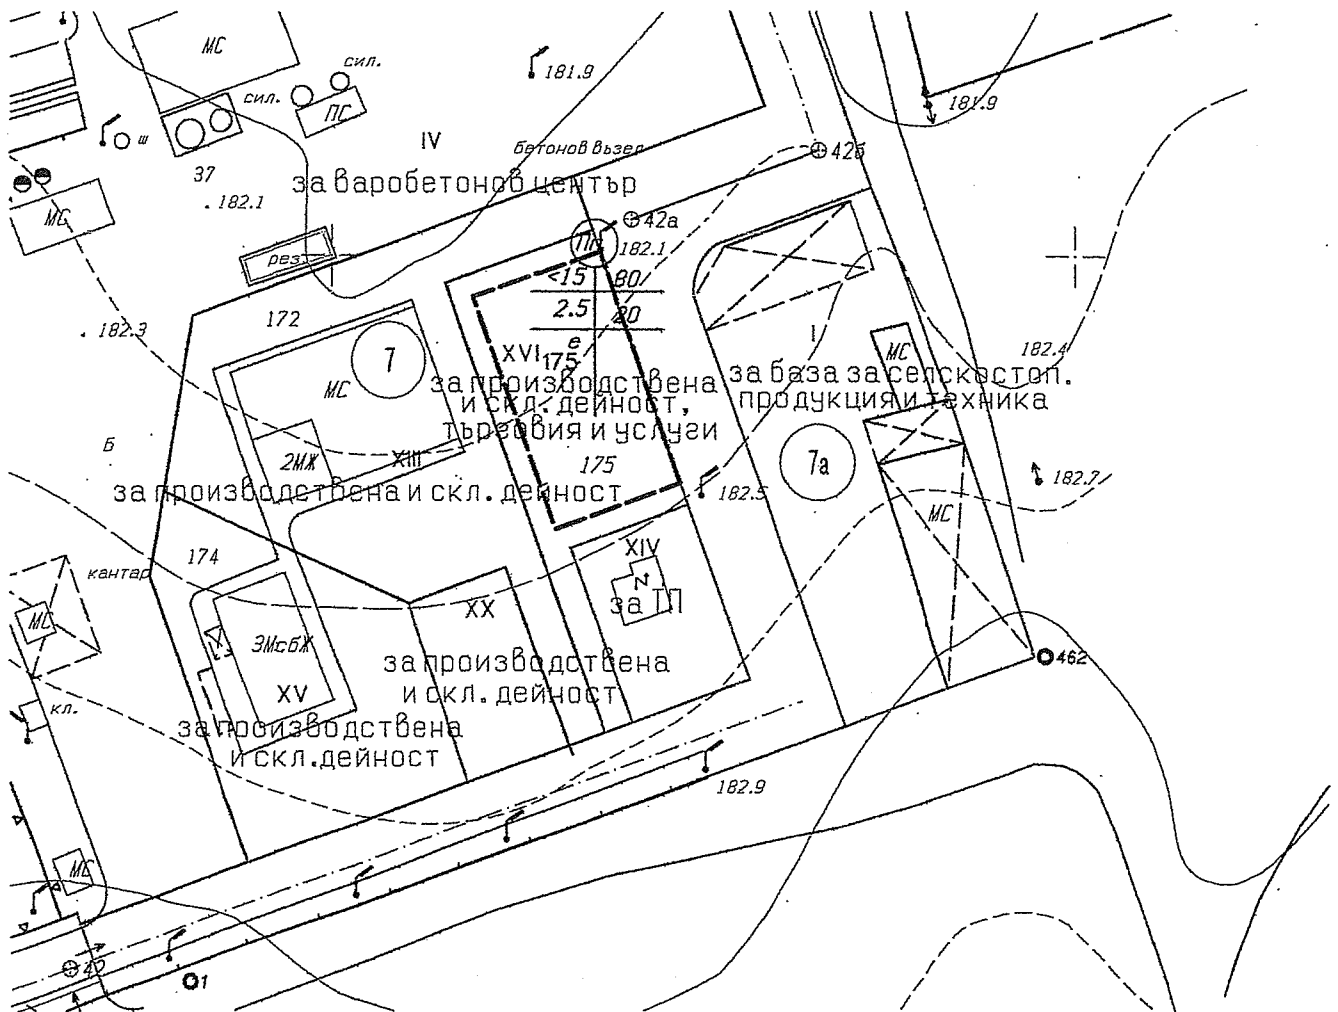 МС
сил.
сил.
ПС
181.9
181.9
ш
37
IV
бетонов възел
42б
за варобетонов център
182.1
МС
42а
182.1
Пп
рез.
<15 80
2.5 20
е
172
182.3
7
XVI 175
I
МС
182.4
МС
за производствена
и скл. дейност,
търговия и услуги
за база за селскостоп.
продукция и техника
Б
2МЖ
XIII
175
7а
182.7
за производствена и скл. дейност
182.5
МС
174
XIV
кантар
за ТП
МС
XX
3МсбЖ
за производствена
и скл. дейност
462
XV
кл.
за производствена
и скл. дейност
182.9
МС
42
1